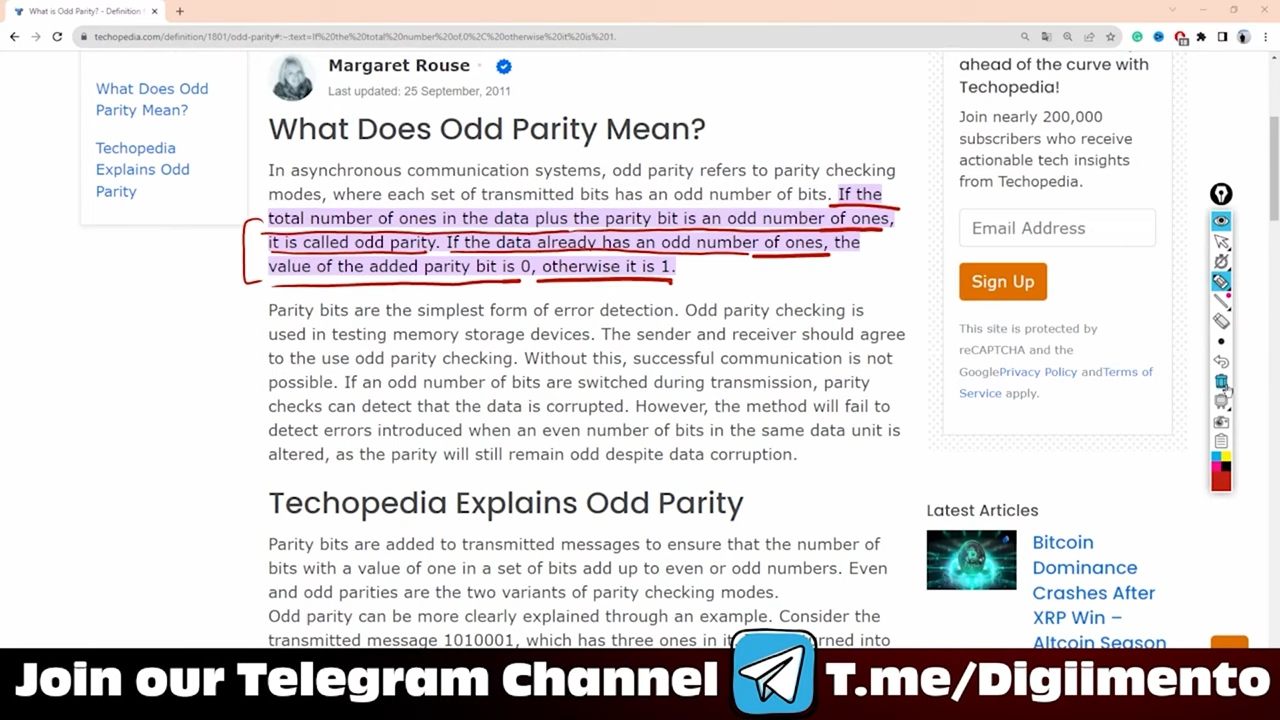 What is Odd Parity? - Definition
techopedia.com/definition/1801/odd-parity#:~:text=If%20the%20total%20number%20of,0%2C%20otherwise%20it%20is%201.
What Does Odd
Parity Mean?
Techopedia
Explains Odd
Parity
Margaret Rouse
Last updated: 25 September, 2011
What Does Odd Parity Mean?
In asynchronous communication systems, odd parity refers to parity checking
modes, where each set of transmitted bits has an odd number of bits. If the
total number of ones in the data plus the parity bit is an odd number of ones,
it is called odd parity. If the data already has an odd number of ones, the
value of the added parity bit is 0, otherwise it is 1.
Parity bits are the simplest form of error detection. Odd parity checking is
used in testing memory storage devices. The sender and receiver should agree
to the use odd parity checking. Without this, successful communication is not
possible. If an odd number of bits are switched during transmission, parity
checks can detect that the data is corrupted. However, the method will fail to
detect errors introduced when an even number of bits in the same data unit is
altered, as the parity will still remain odd despite data corruption.
Techopedia Explains Odd Parity
Parity bits are added to transmitted messages to ensure that the number of
bits with a value of one in a set of bits add up to even or odd numbers. Even
and odd parities are the two variants of parity checking modes.
Odd parity can be more clearly explained through an example. Consider the
transmitted message 1010001, which has three ones in it. urned into
ahead of the curve with
Techopedia!
Join nearly 200,000
subscribers who receive
actionable tech insights
from Techopedia.
Email Address
Sign Up
This site is protected by
reCAPTCHA and the
GooglePrivacy Policy andTerms of
Service apply.
Latest Articles
Bitcoin
Dominance
Crashes After
XRP Win –
Altcoin Season
Join our Telegram Channel T.me/Digiimento